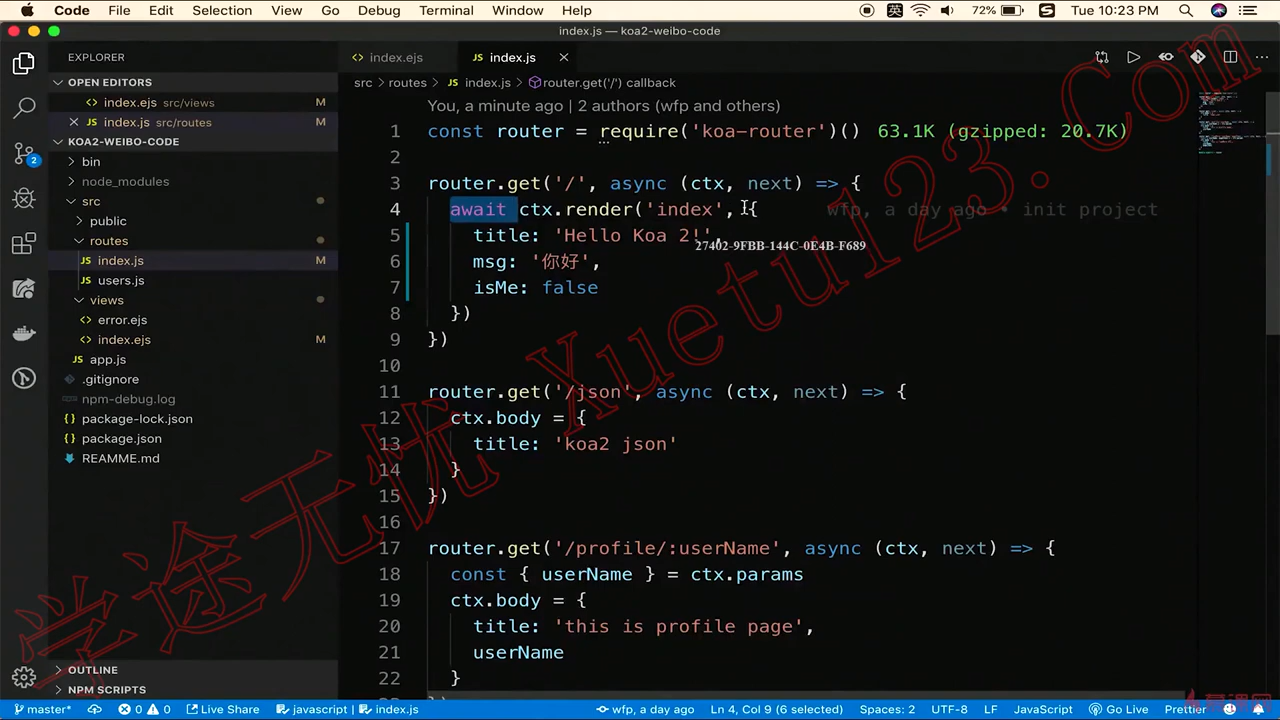 Code File Edit Selection View Go Debug Terminal Window Help 英 72% S Tue 10:23 PM
index.js — koa2-weibo-code
EXPLORER
OPEN EDITORS
index.ejs src/views M
index.js src/routes M
KOA2-WEIBO-CODE
bin
node_modules
src
public
routes
index.js M
users.js
views
error.ejs
index.ejs M
app.js
.gitignore
npm-debug.log
package-lock.json
package.json
REAMME.md
OUTLINE
NPM SCRIPTS
2
index.ejs JS index.js
src > routes > JS index.js > router.get('/') callback
You, a minute ago | 2 authors (wfp and others)
1 const router = require('koa-router')() 63.1K (gzipped: 20.7K)
2
3 router.get('/', async (ctx, next) => {
4 await ctx.render('index', { wfp, a day ago • init project
5 title: 'Hello Koa 2!',
27402-9FBB-144C-0E4B-F689
6 msg: '你好',
7 isMe: false
8 })
9 })
10
11 router.get('/json', async (ctx, next) => {
12 ctx.body = {
13 title: 'koa2 json'
14 }
15 })
16
17 router.get('/profile/:userName', async (ctx, next) => {
18 const { userName } = ctx.params
19 ctx.body = {
20 title: 'this is profile page',
21 userName
22 }
学途无忧 Xuetu123.Com
master* 0 0 Live Share javascript | index.js wfp, a day ago Ln 4, Col 9 (6 selected) Spaces: 2 UTF-8 LF JavaScript Go Live Prettier